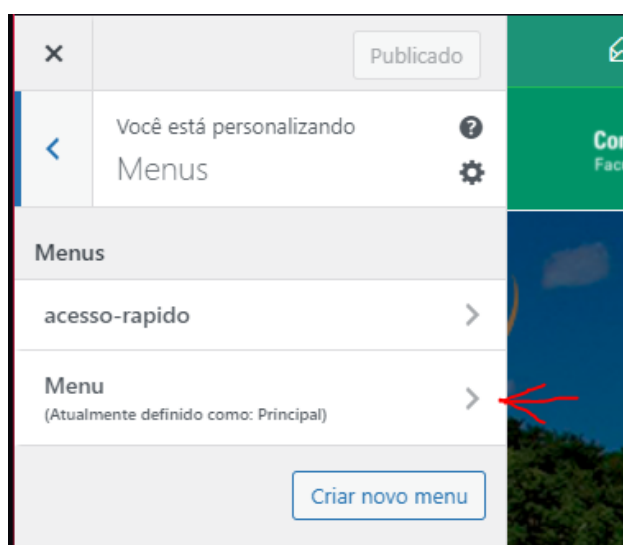 Publicado
Você está personalizando
Menus
Menus
acesso-rapido
Menu
(Atualmente definido como: Principal)
Criar novo menu